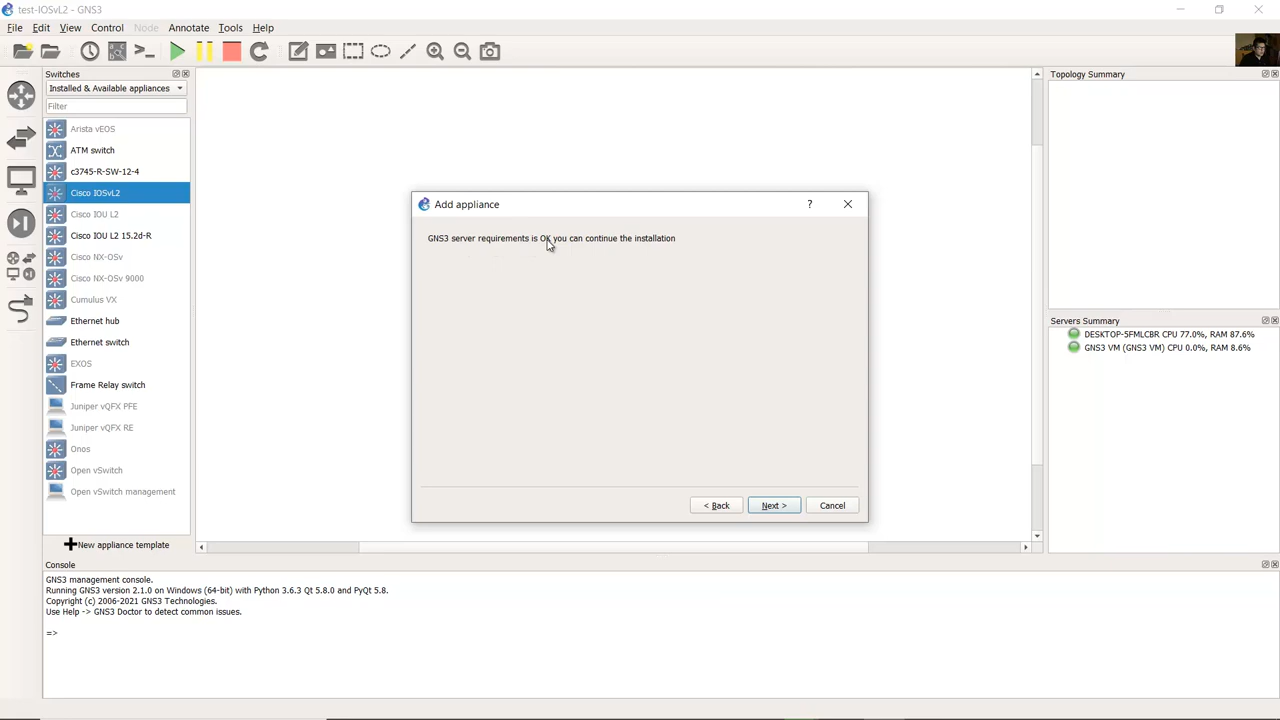 test-IOSvL2 - GNS3
File Edit View Control Node Annotate Tools Help
Switches
Installed & Available appliances
Filter
Arista vEOS
ATM switch
c3745-R-SW-12-4
Cisco IOSvL2
Cisco IOU L2
Cisco IOU L2 15.2d-R
Cisco NX-OSv
Cisco NX-OSv 9000
Cumulus VX
Ethernet hub
Ethernet switch
EXOS
Frame Relay switch
Juniper vQFX PFE
Juniper vQFX RE
Onos
Open vSwitch
Open vSwitch management
New appliance template
Add appliance
?
GNS3 server requirements is OK you can continue the installation
< Back Next > Cancel
Topology Summary
Servers Summary
DESKTOP-5FMLCBR CPU 77.0%, RAM 87.6%
GNS3 VM (GNS3 VM) CPU 0.0%, RAM 8.6%
Console
GNS3 management console.
Running GNS3 version 2.1.0 on Windows (64-bit) with Python 3.6.3 Qt 5.8.0 and PyQt 5.8.
Copyright (c) 2006-2021 GNS3 Technologies.
Use Help -> GNS3 Doctor to detect common issues.
=>